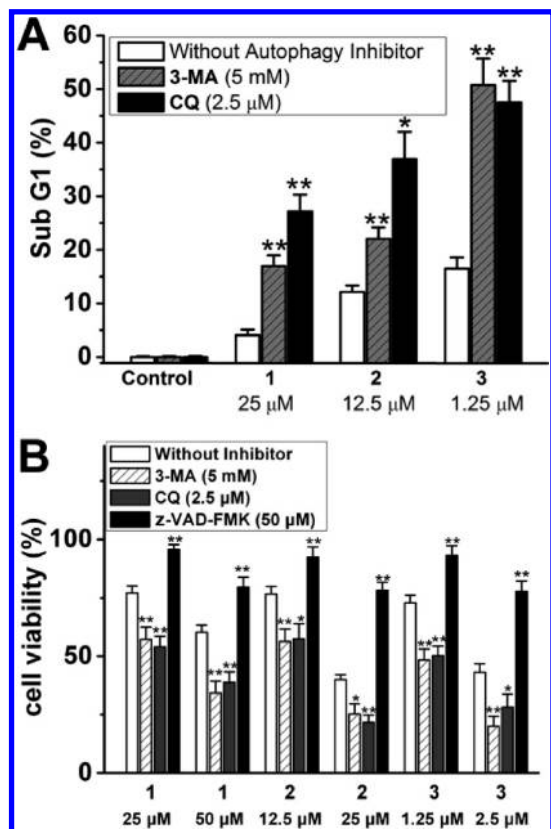 A
60
50
40
30
20
10
0
Sub G1 (%)
Without Autophagy Inhibitor
3-MA (5 mM)
CQ (2.5 µM)
** ** ** * ** **
Control 1 2 3
25 µM 12.5 µM 1.25 µM
B
100
50
0
cell viability (%)
Without Inhibitor
3-MA (5 mM)
CQ (2.5 µM)
z-VAD-FMK (50 µM)
** ** ** ** ** ** ** * ** * ** ** ** ** ** ** * **
1 1 2 2 3 3
25 µM 50 µM 12.5 µM 25 µM 1.25 µM 2.5 µM